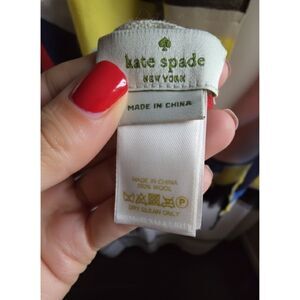 kate spade
NEW YORK
MADE IN CHINA
MADE IN CHINA
100% WOOL
P
DRY CLEAN ONLY